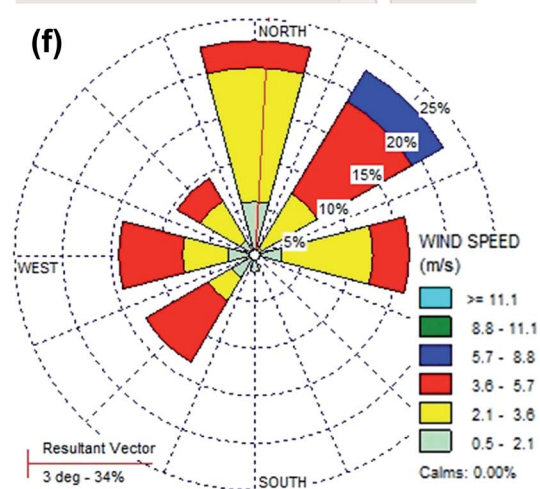 (f)
NORTH
25%
20%
15%
10%
5%
WEST
SOUTH
WIND SPEED
(m/s)
>= 11.1
8.8 - 11.1
5.7 - 8.8
3.6 - 5.7
2.1 - 3.6
0.5 - 2.1
Calms: 0.00%
Resultant Vector
3 deg - 34%